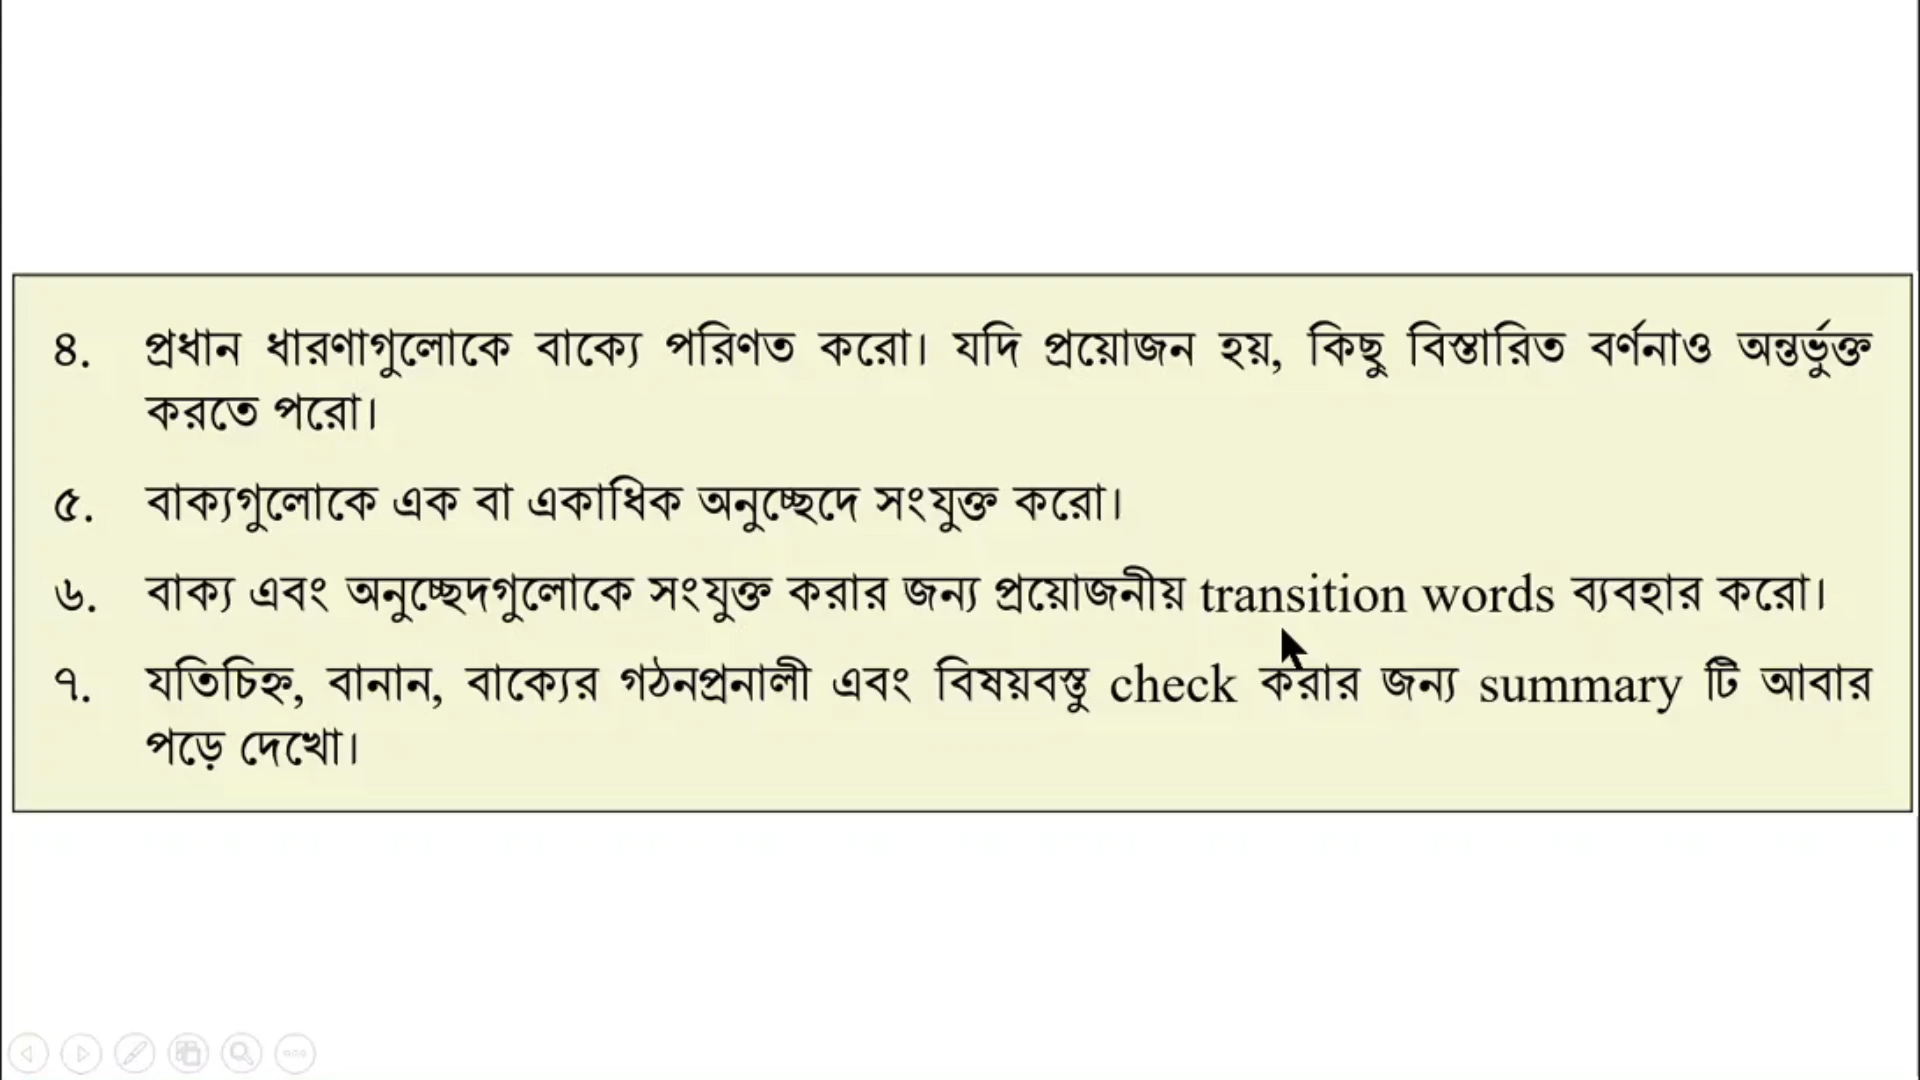 ৪. প্রধান ধারণাগুলোকে বাক্যে পরিণত করো। যদি প্রয়োজন হয়, কিছু বিস্তারিত বর্ণনাও অন্তর্ভুক্ত
করতে পরো।
৫. বাক্যগুলোকে এক বা একাধিক অনুচ্ছেদে সংযুক্ত করো।
৬. বাক্য এবং অনুচ্ছেদগুলোকে সংযুক্ত করার জন্য প্রয়োজনীয় transition words ব্যবহার করো।
৭. যতিচিহ্ন, বানান, বাক্যের গঠনপ্রনালী এবং বিষয়বস্তু check করার জন্য summary টি আবার
পড়ে দেখো।